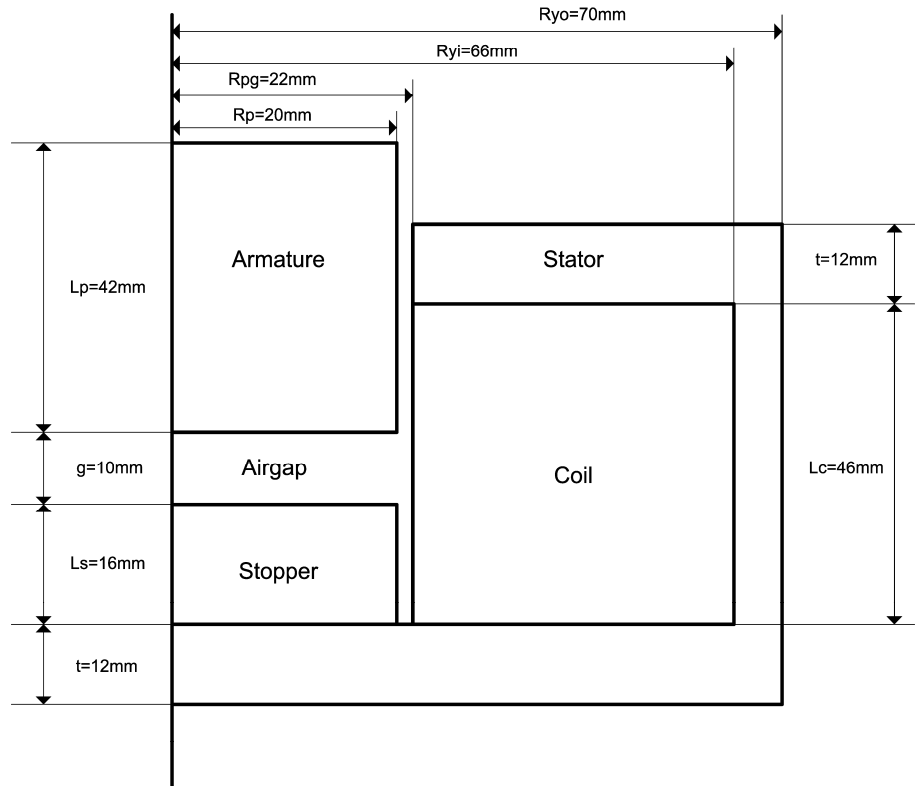 Ryo=70mm
Ryi=66mm
Rpg=22mm
Rp=20mm
Armature
Stator
t=12mm
Lp=42mm
g=10mm
Airgap
Coil
Lc=46mm
Ls=16mm
Stopper
t=12mm